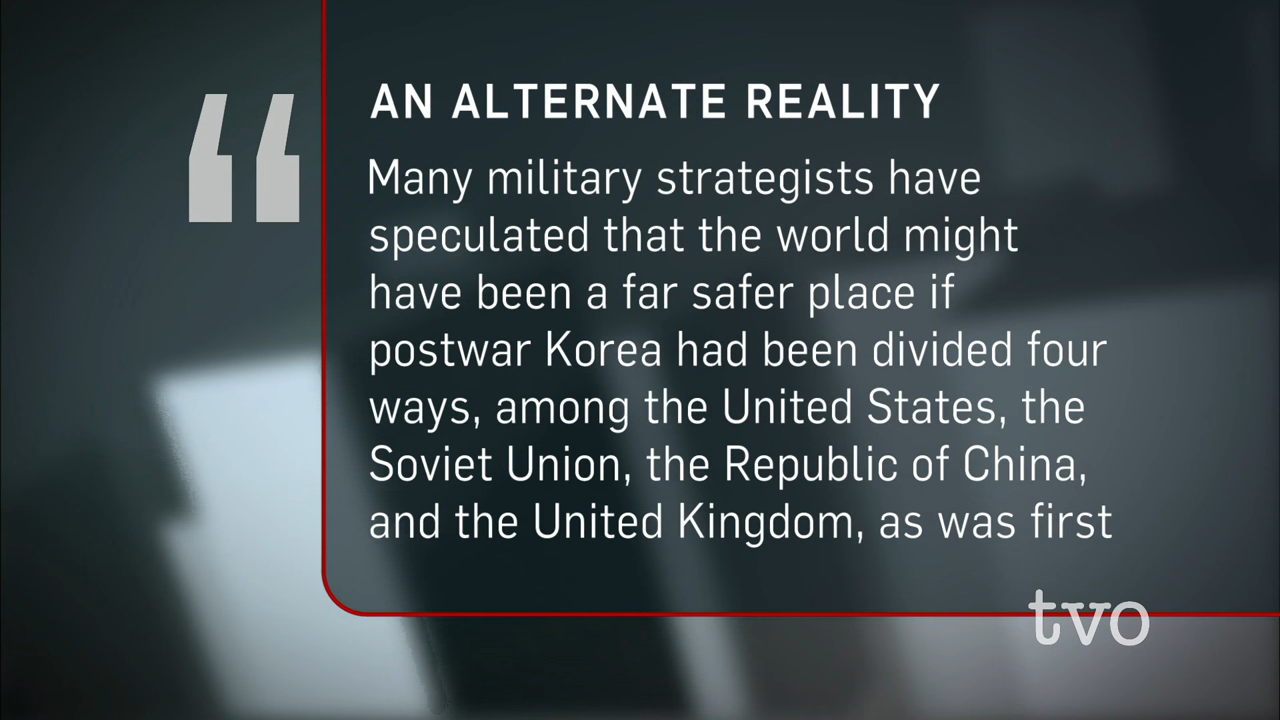 “
AN ALTERNATE REALITY
Many military strategists have
speculated that the world might
have been a far safer place if
postwar Korea had been divided four
ways, among the United States, the
Soviet Union, the Republic of China,
and the United Kingdom, as was first
tvo